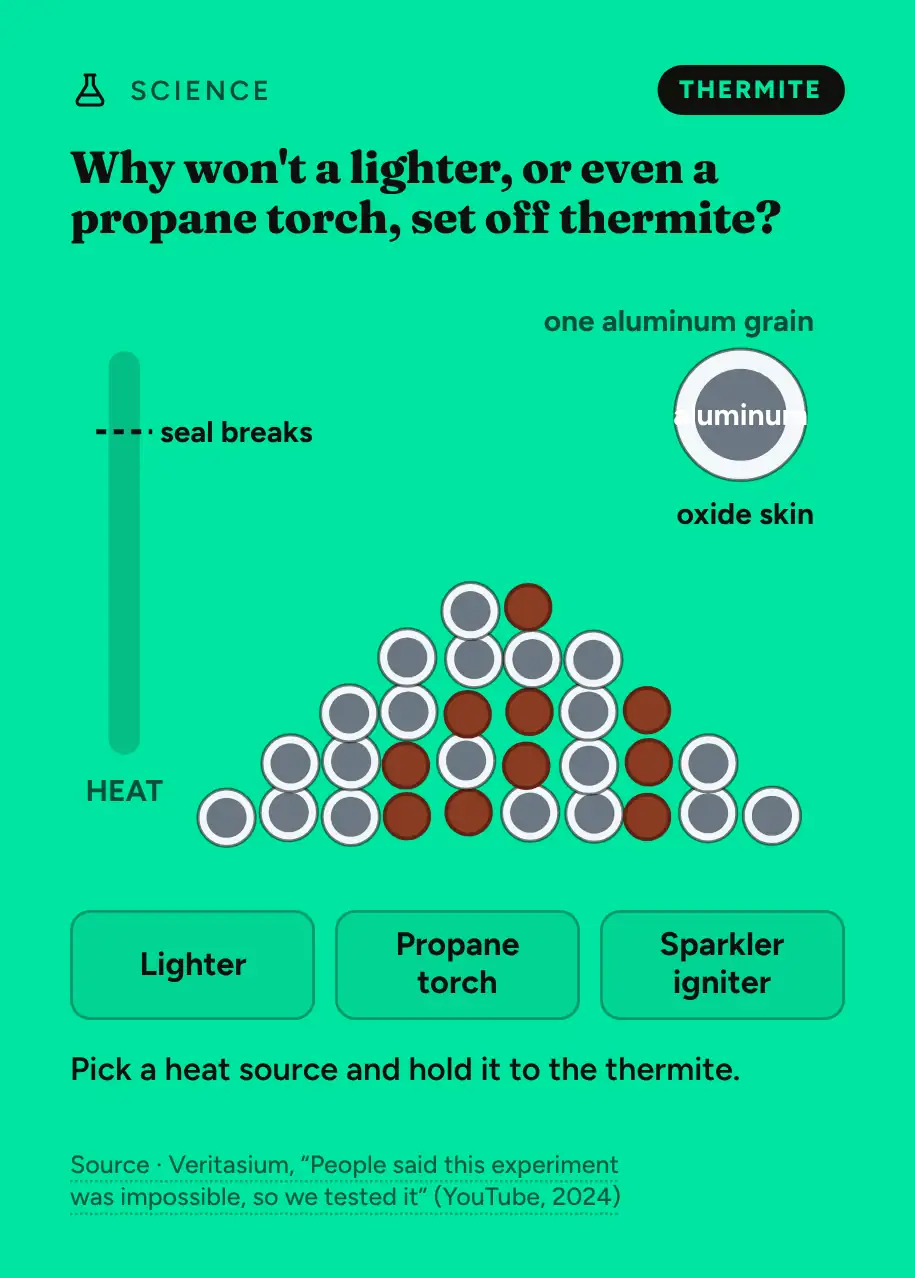 SCIENCE
THERMITE
Why won't a lighter, or even a
propane torch, set off thermite?
one aluminum grain
seal breaks
aluminum
oxide skin
HEAT
Lighter
Propane
torch
Sparkler
igniter
Pick a heat source and hold it to the thermite.
Source · Veritasium, “People said this experiment
was impossible, so we tested it” (YouTube, 2024)